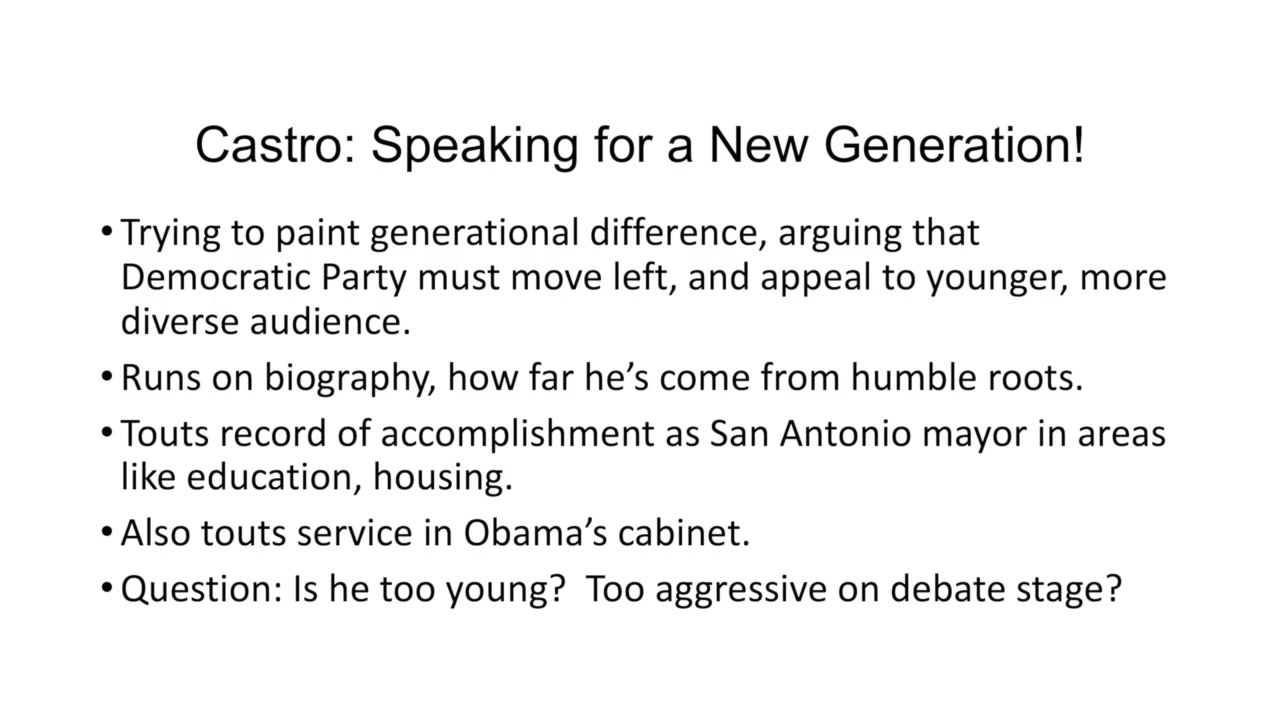 Castro: Speaking for a New Generation!
• Trying to paint generational difference, arguing that
Democratic Party must move left, and appeal to younger, more
diverse audience.
• Runs on biography, how far he’s come from humble roots.
• Touts record of accomplishment as San Antonio mayor in areas
like education, housing.
• Also touts service in Obama’s cabinet.
• Question: Is he too young?  Too aggressive on debate stage?